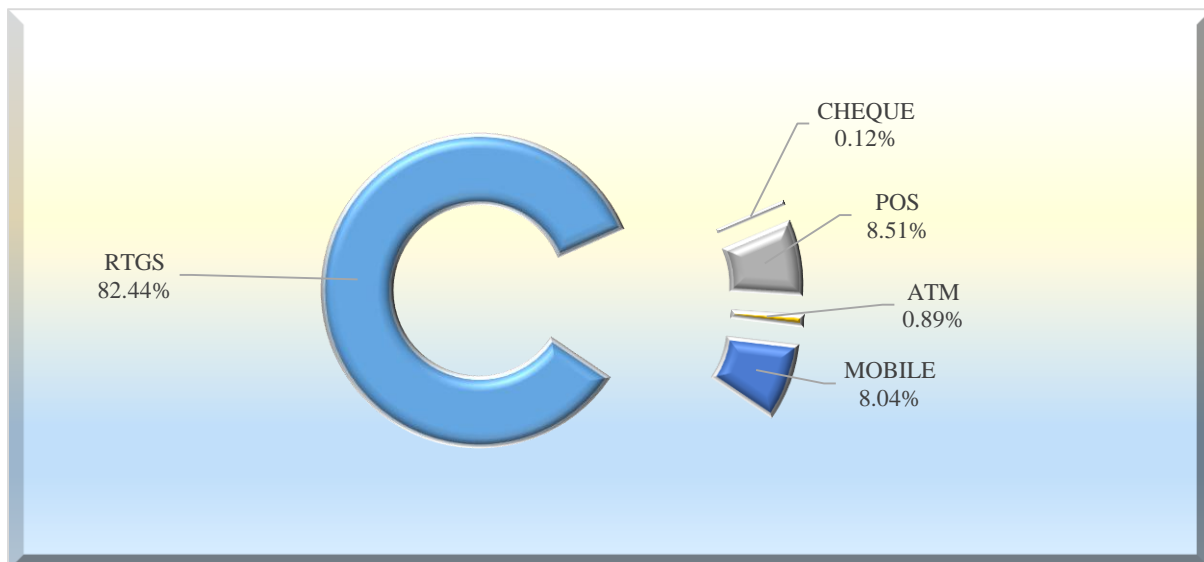 CHEQUE
0.12%
POS
8.51%
RTGS
82.44%
ATM
0.89%
MOBILE
8.04%